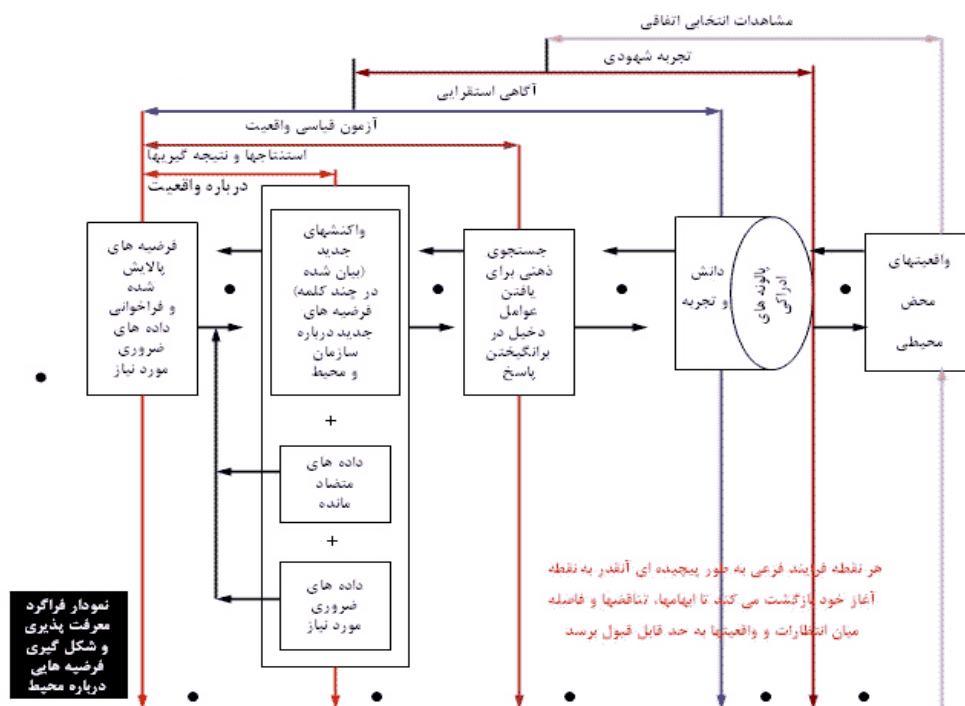 مشاهدات انتخابی اتفاقی
تجربه شهودی
آگاهی استقرایی
آزمون قیاسی واقعیت
استنتاجها و نتیجه گیریها
درباره واقعیت
واقعیتهای
محض
محیطی
پالونه های
ادراکی
دانش
و تجربه
جستجوی
ذهنی برای
یافتن
عوامل
دخیل در
برانگیختن
پاسخ
واکنشهای
جدید
(بیان شده
در چند کلمه)
فرضیه های
جدید درباره
سازمان
و محیط
+
داده های
متضاد
مانده
+
داده های
ضروری
مورد نیاز
فرضیه های
پالایش
شده
و فراخوانی
داده های
ضروری
مورد نیاز
هر نقطه فرایند فرعی به طور پیچیده ای آنقدر به نقطه
آغاز خود بازگشت می کند تا ابهامها، تناقضها و فاصله
میان انتظارات و واقعیتها به حد قابل قبول برسد
نمودار فراگرد
معرفت پذیری
و شکل گیری
فرضیه هایی
درباره محیط